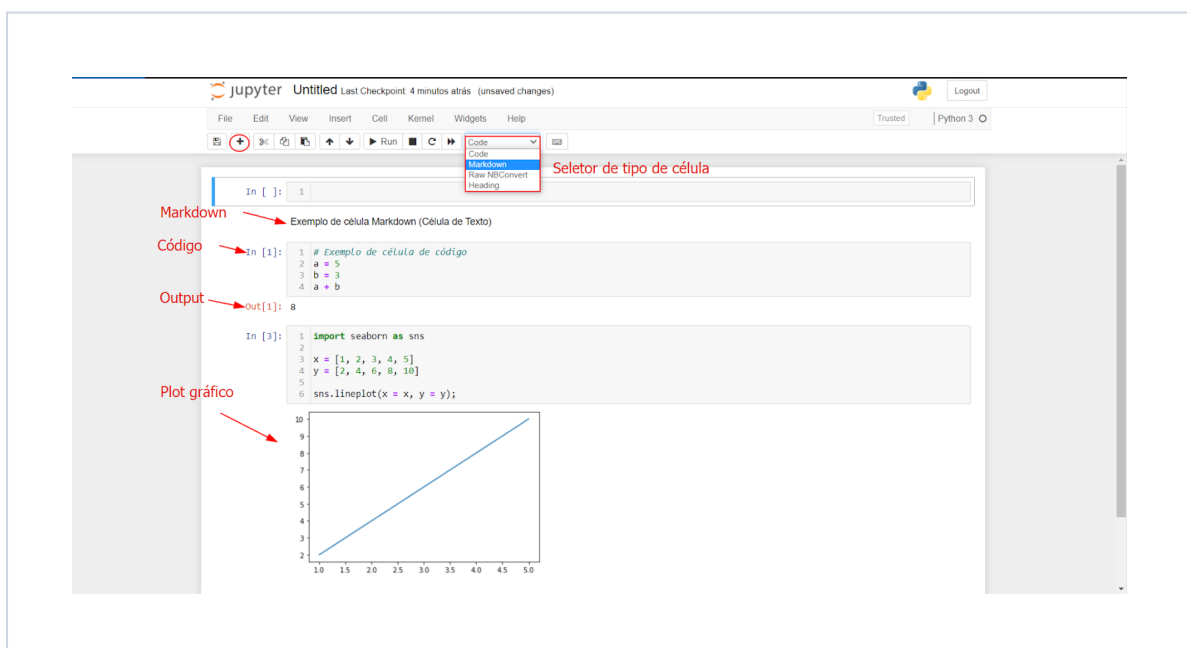 jupyter Untitled Last Checkpoint: 4 minutos atrás (unsaved changes)
Logout
File Edit View Insert Cell Kernel Widgets Help
Trusted
Python 3
Run
Code
Code
Markdown
Raw NBConvert
Heading
Seletor de tipo de célula
In [ ]: 1
Markdown
Exemplo de célula Markdown (Célula de Texto)
Código
In [1]: 1 # Exemplo de célula de código
2 a = 5
3 b = 3
4 a + b
Output
Out[1]: 8
In [3]: 1 import seaborn as sns
2
3 x = [1, 2, 3, 4, 5]
4 y = [2, 4, 6, 8, 10]
5
6 sns.lineplot(x = x, y = y);
Plot gráfico
10
9
8
7
6
5
4
3
2
1.0 1.5 2.0 2.5 3.0 3.5 4.0 4.5 5.0